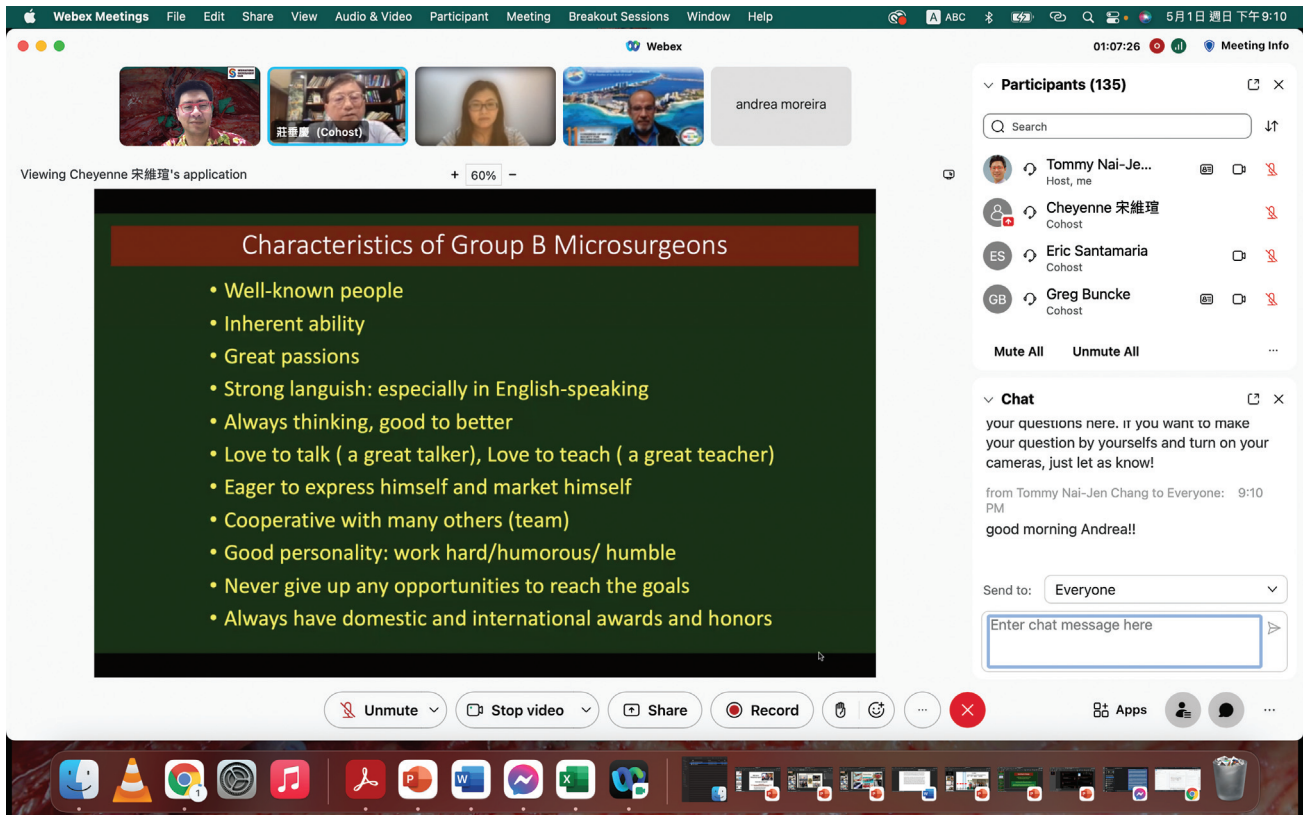 Webex Meetings File Edit Share View Audio & Video Participant Meeting Breakout Sessions Window Help A ABC 5月1日 週日 下午9:10
Webex
01:07:26 Meeting Info
莊垂慶 (Cohost)
11
andrea moreira
Viewing Cheyenne 宋維瑄's application
+ 60% −
Characteristics of Group B Microsurgeons
• Well-known people
• Inherent ability
• Great passions
• Strong languish: especially in English-speaking
• Always thinking, good to better
• Love to talk ( a great talker), Love to teach ( a great teacher)
• Eager to express himself and market himself
• Cooperative with many others (team)
• Good personality: work hard/humorous/ humble
• Never give up any opportunities to reach the goals
• Always have domestic and international awards and honors
Participants (135)
Search
Tommy Nai-Je...
Host, me
Cheyenne 宋維瑄
Cohost
ES Eric Santamaria
Cohost
GB Greg Buncke
Cohost
Mute All Unmute All ...
Chat
your questions here. If you want to make
your question by yourselfs and turn on your
cameras, just let as know!
from Tommy Nai-Jen Chang to Everyone: 9:10
PM
good morning Andrea!!
Send to: Everyone
Enter chat message here
Unmute Stop video Share Record ... Apps ...
1 P W X